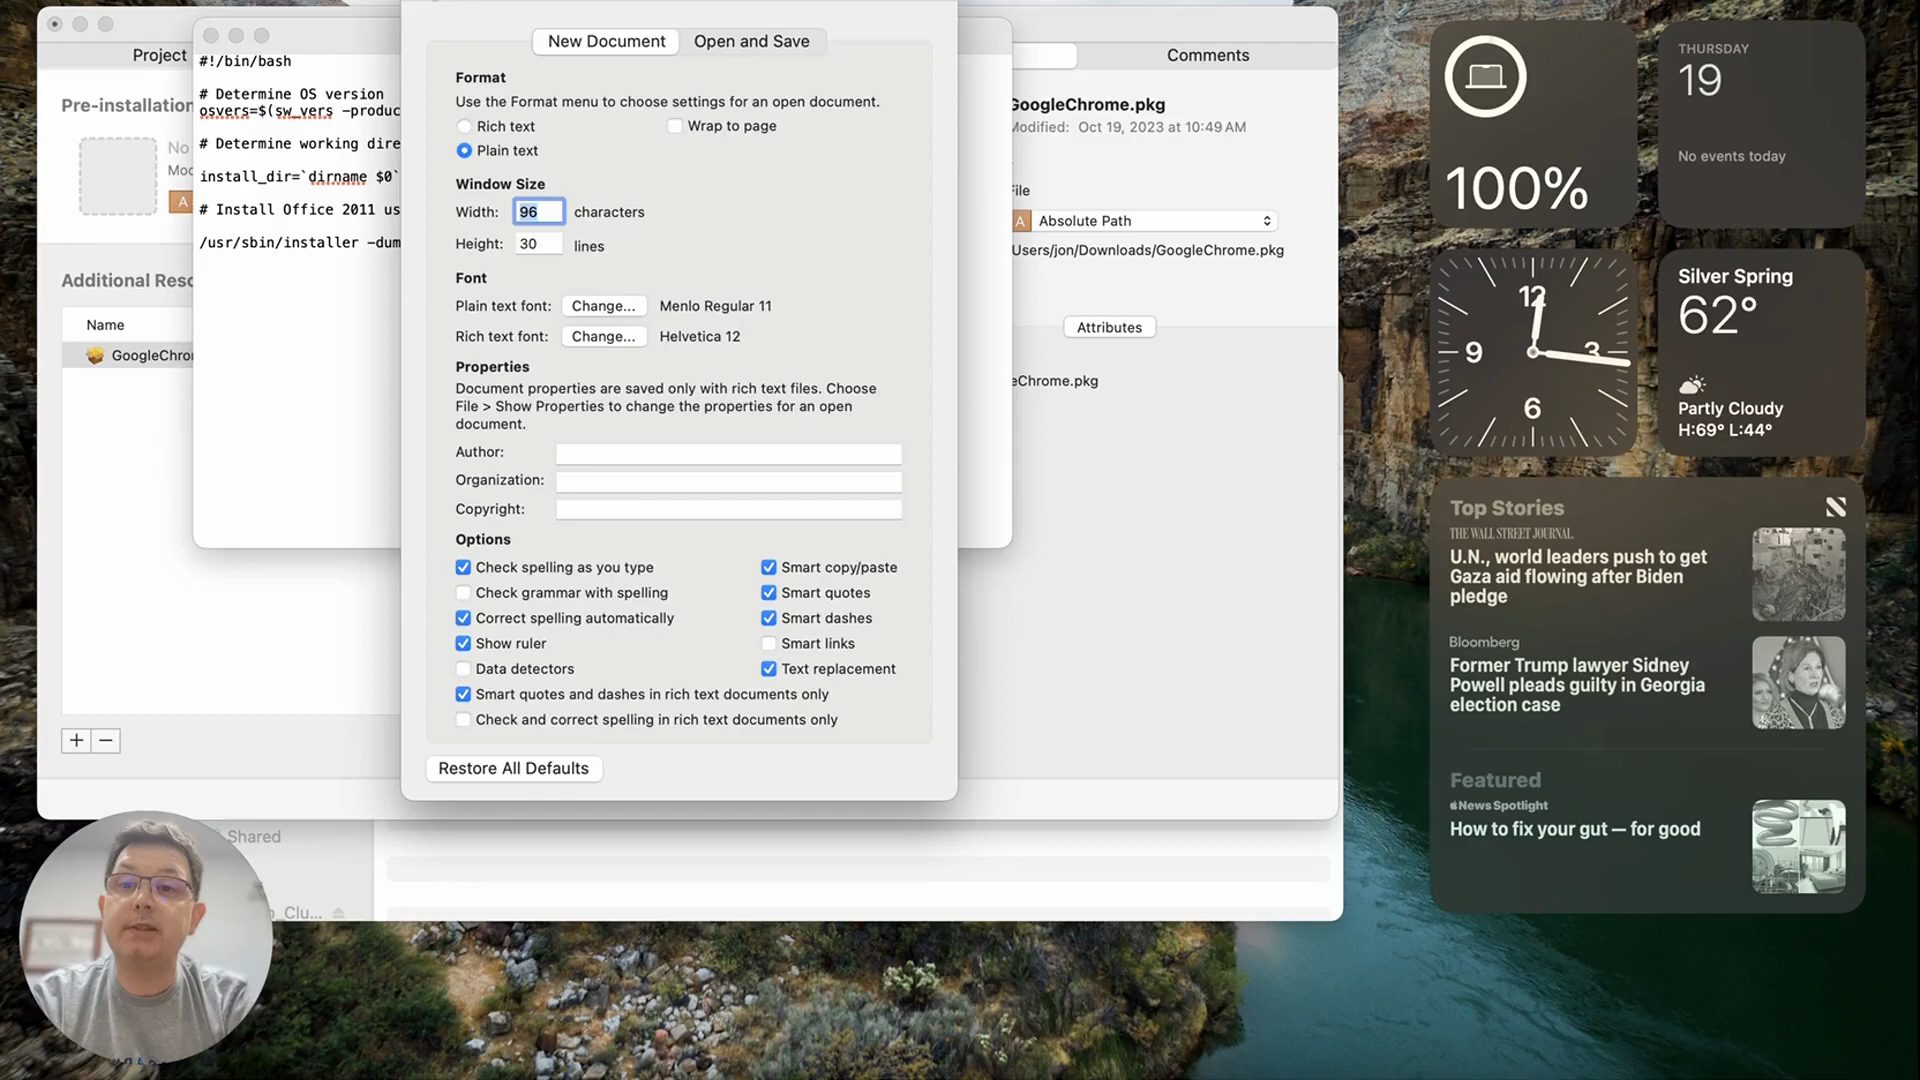 Project
Comments
Pre-installation
No
Mod
A
Additional Reso
Name
GoogleChro
+
−
#!/bin/bash
# Determine OS version
osvers=$(sw_vers -produc
# Determine working dire
install_dir=`dirname $0`
# Install Office 2011 us
/usr/sbin/installer -dum
New Document
Open and Save
Format
Use the Format menu to choose settings for an open document.
Rich text
Wrap to page
Plain text
Window Size
Width: 96 characters
Height: 30 lines
Font
Plain text font: Change... Menlo Regular 11
Rich text font: Change... Helvetica 12
Properties
Document properties are saved only with rich text files. Choose
File > Show Properties to change the properties for an open
document.
Author:
Organization:
Copyright:
Options
Check spelling as you type
Smart copy/paste
Check grammar with spelling
Smart quotes
Correct spelling automatically
Smart dashes
Show ruler
Smart links
Data detectors
Text replacement
Smart quotes and dashes in rich text documents only
Check and correct spelling in rich text documents only
Restore All Defaults
GoogleChrome.pkg
Modified: Oct 19, 2023 at 10:49 AM
File
A Absolute Path
Users/jon/Downloads/GoogleChrome.pkg
Attributes
eChrome.pkg
Shared
_Clu...
100%
THURSDAY
19
No events today
12
3
6
9
Silver Spring
62°
Partly Cloudy
H:69° L:44°
Top Stories
THE WALL STREET JOURNAL.
U.N., world leaders push to get
Gaza aid flowing after Biden
pledge
Bloomberg
Former Trump lawyer Sidney
Powell pleads guilty in Georgia
election case
Featured
News Spotlight
How to fix your gut — for good